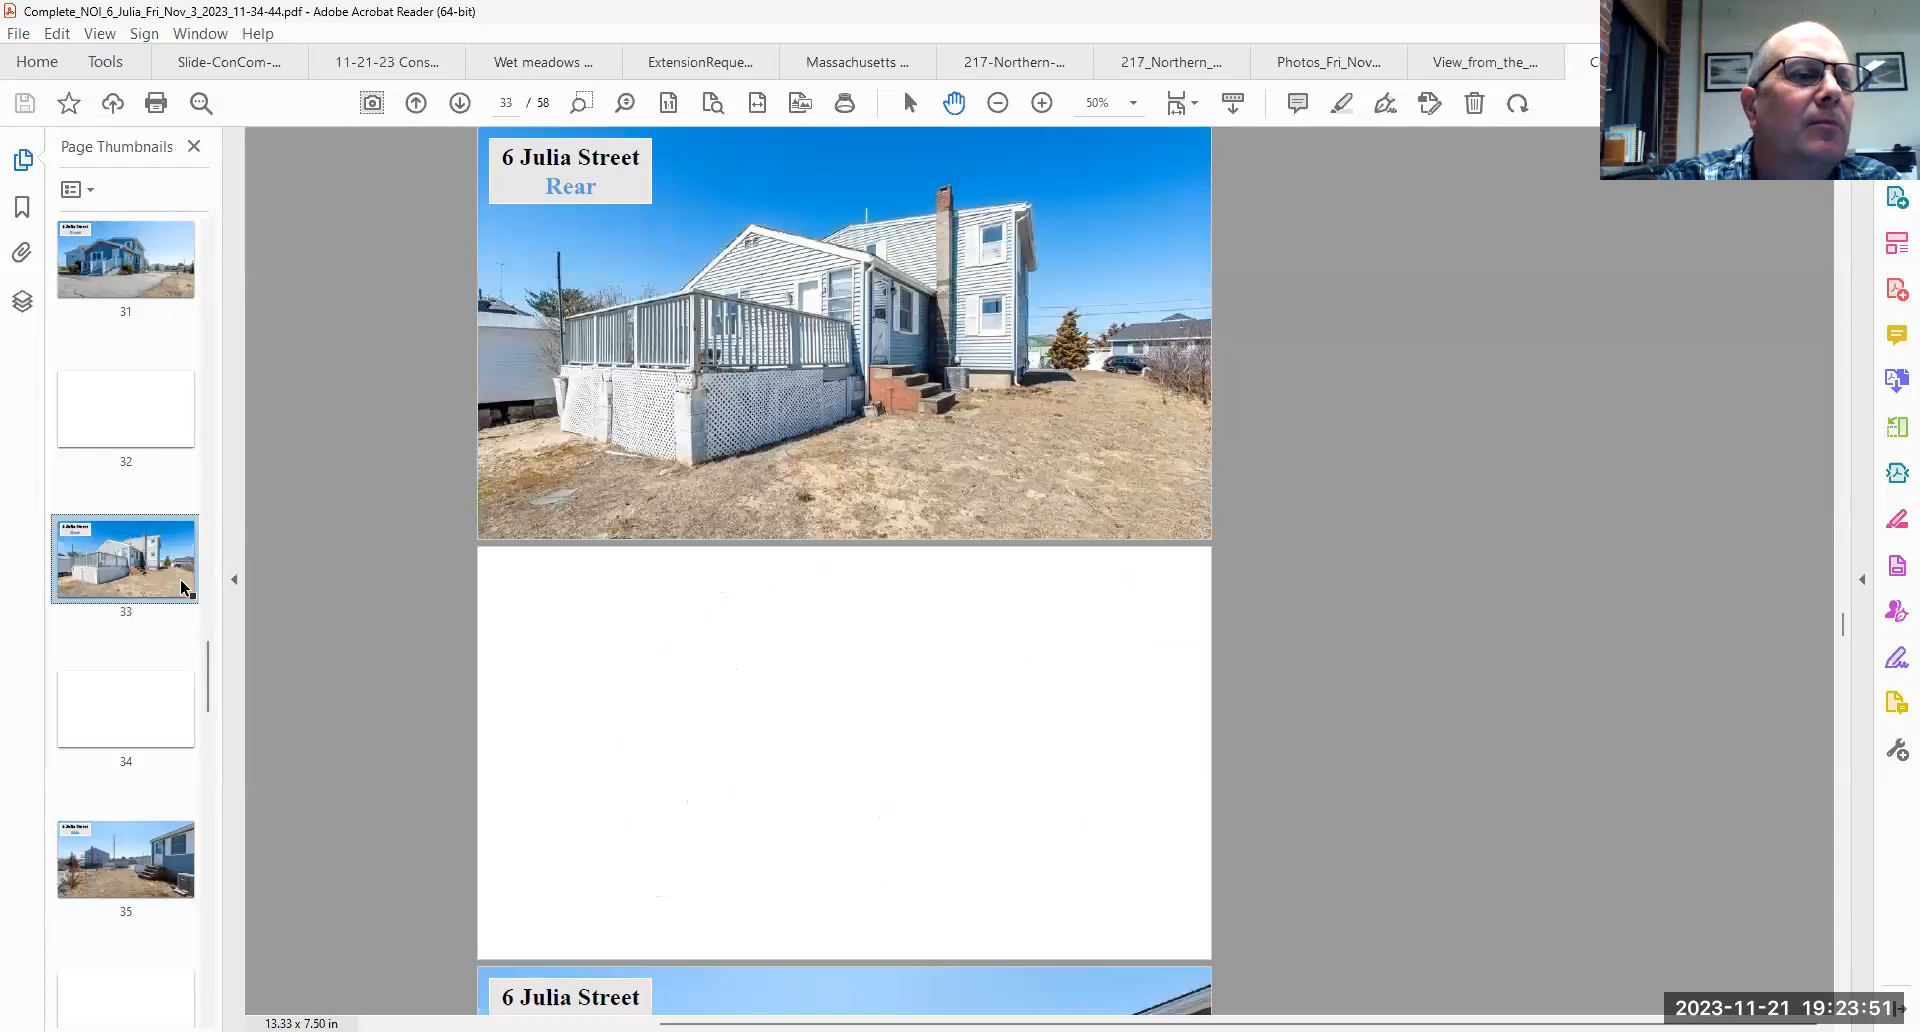 Complete_NOI_6_Julia_Fri_Nov_3_2023_11-34-44.pdf - Adobe Acrobat Reader (64-bit)
File Edit View Sign Window Help
Home Tools Slide-ConCom-... 11-21-23 Cons... Wet meadows ... ExtensionReque... Massachusetts ... 217-Northern-... 217_Northern_... Photos_Fri_Nov... View_from_the_... C
33 / 58 50%
Page Thumbnails
31
32
33
34
35
6 Julia Street
Rear
6 Julia Street
13.33 x 7.50 in
2023-11-21 19:23:51